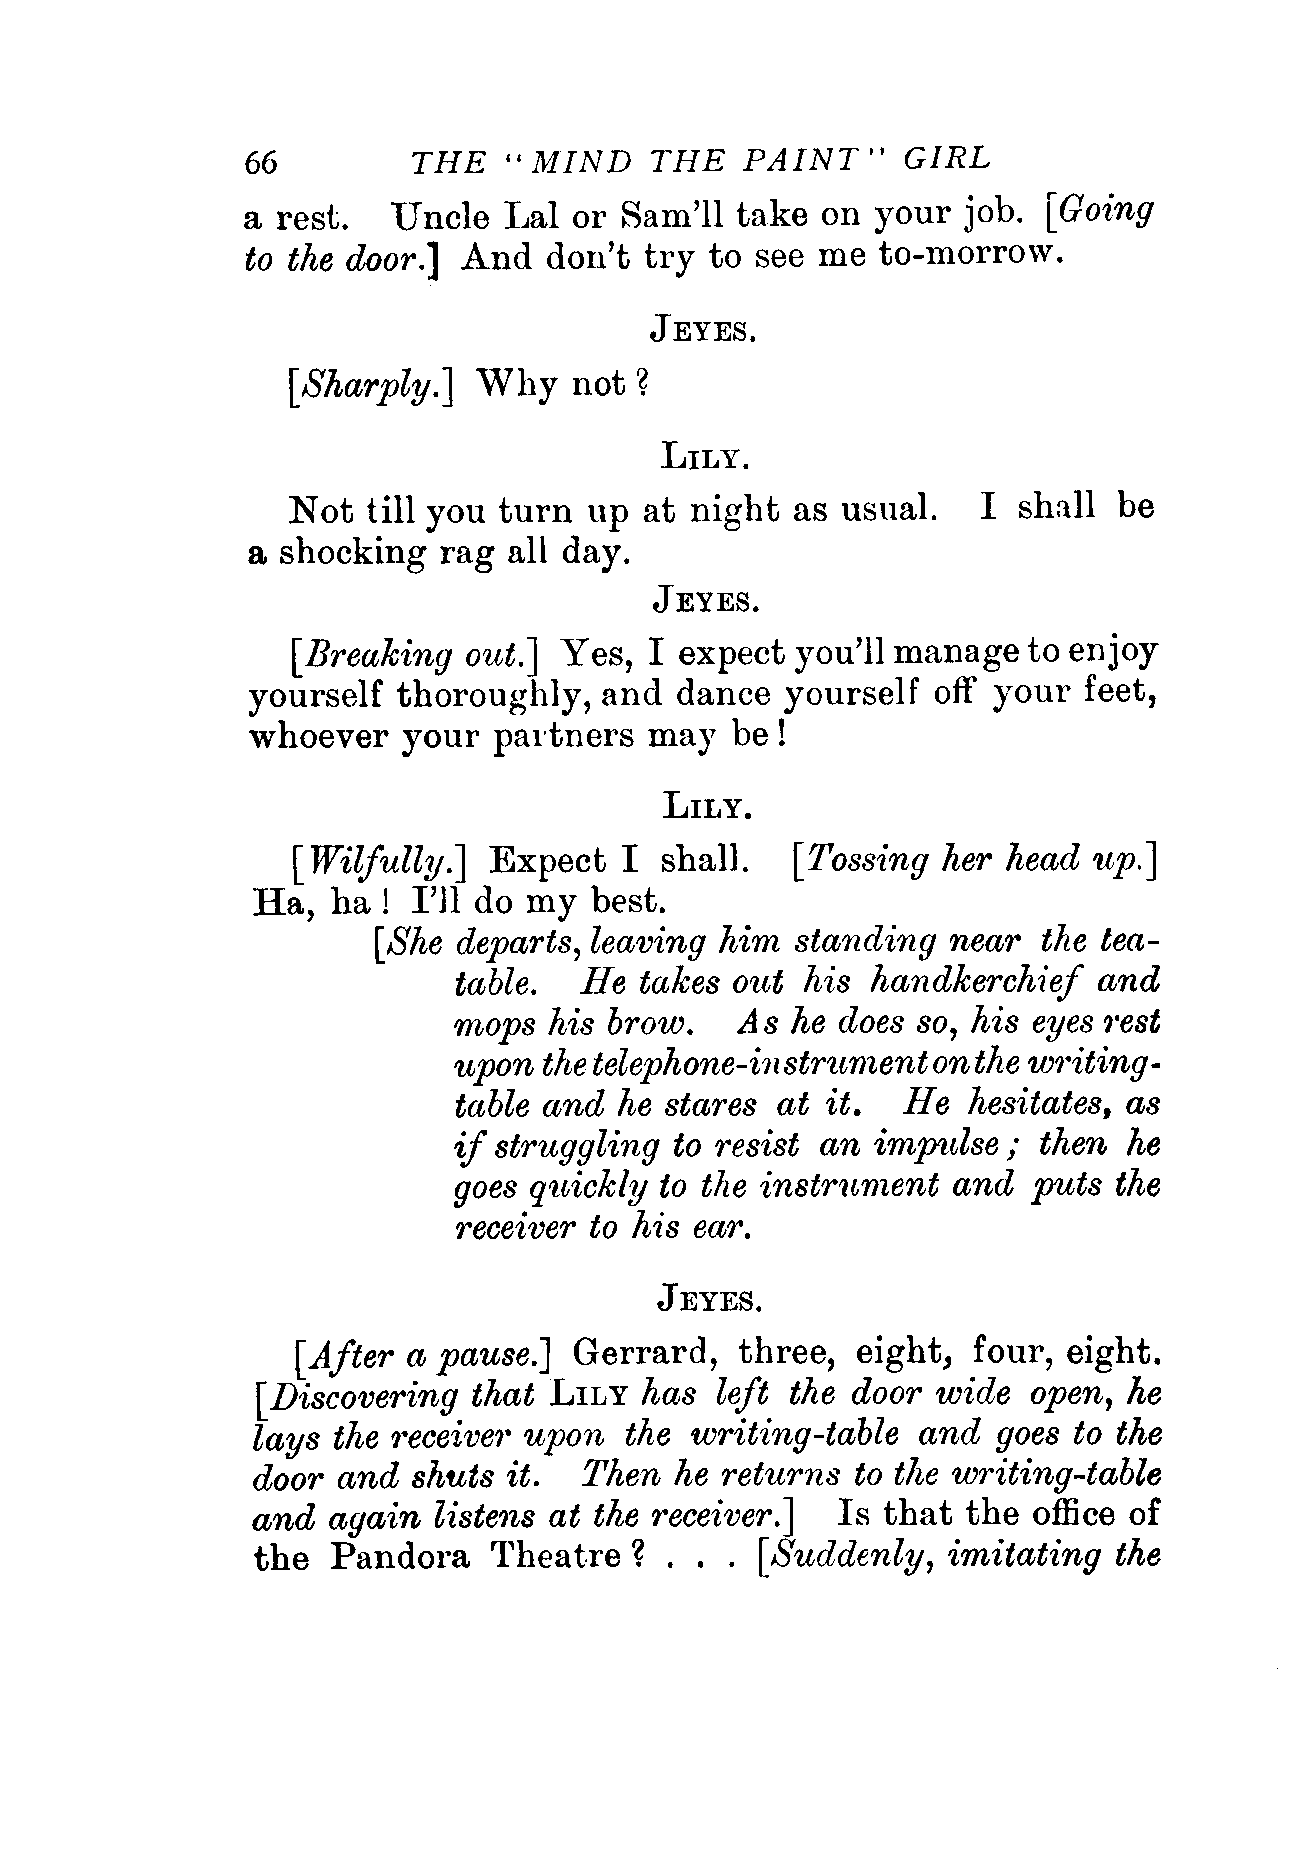 66 THE "MIND THE PAINT" GIRL
a rest. Uncle Lal or Sam'll take on your job. [Going
to the door.] And don't try to see me to-morrow.
JEYES.
[Sharply.] Why not?
LILY.
Not till you turn up at night as usual. I shall be
a shocking rag all day.
JEYES.
[Breaking out.] Yes, I expect you'll manage to enjoy
yourself thoroughly, and dance yourself off your feet,
whoever your partners may be!
LILY.
[Wilfully.] Expect I shall. [Tossing her head up.]
Ha, ha! I'll do my best.
[She departs, leaving him standing near the tea-
table. He takes out his handkerchief and
mops his brow. As he does so, his eyes rest
upon the telephone-instrument on the writing-
table and he stares at it. He hesitates, as
if struggling to resist an impulse; then he
goes quickly to the instrument and puts the
receiver to his ear.
JEYES.
[After a pause.] Gerrard, three, eight, four, eight.
[Discovering that LILY has left the door wide open, he
lays the receiver upon the writing-table and goes to the
door and shuts it. Then he returns to the writing-table
and again listens at the receiver.] Is that the office of
the Pandora Theatre? . . . [Suddenly, imitating the